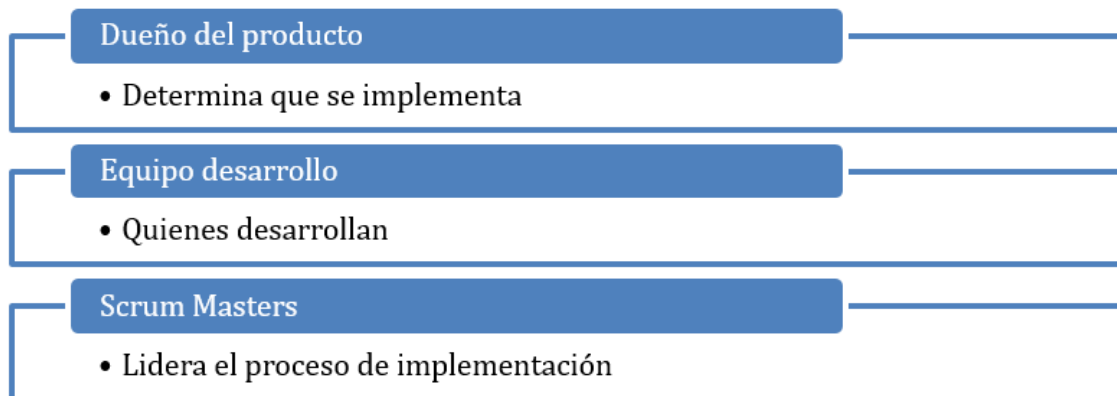 Dueño del producto
• Determina que se implementa
Equipo desarrollo
• Quienes desarrollan
Scrum Masters
• Lidera el proceso de implementación